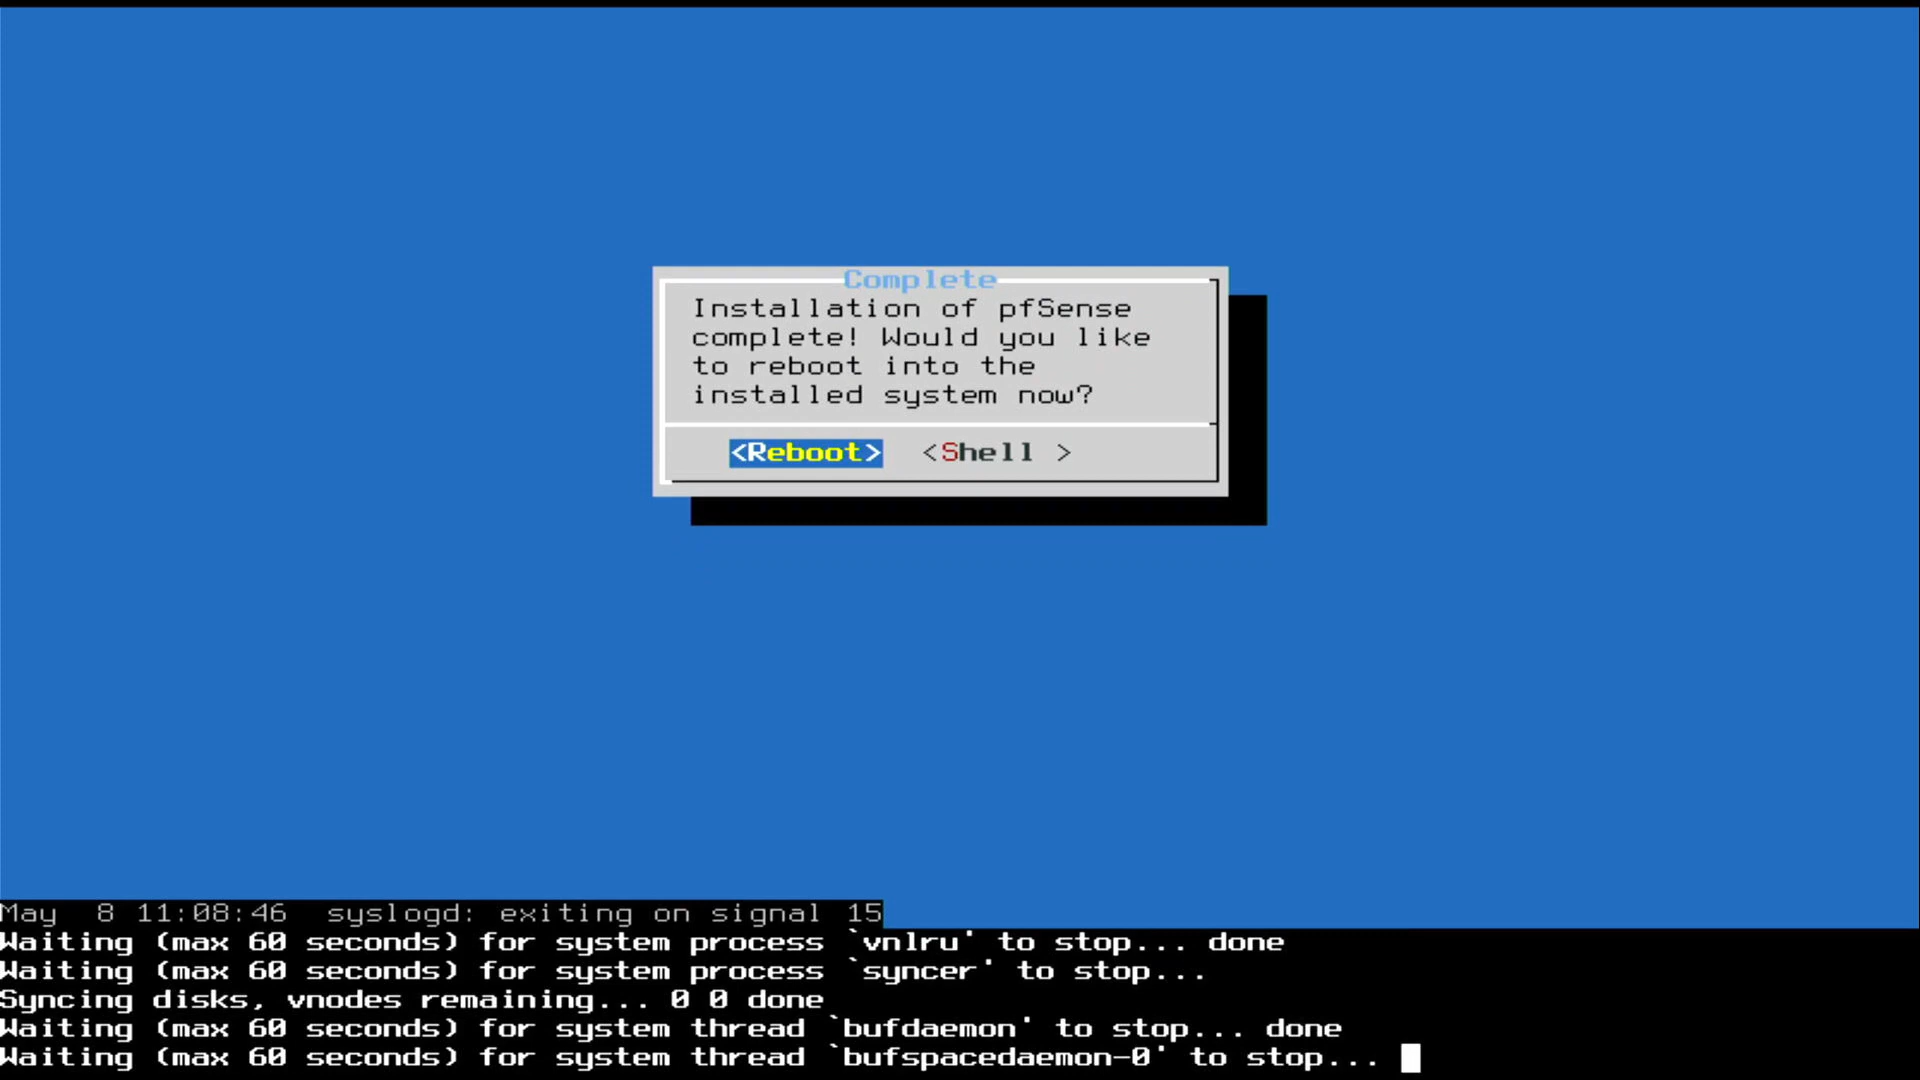 Complete
Installation of pfSense
complete! Would you like
to reboot into the
installed system now?
<Reboot> <Shell >
May  8 11:08:46  syslogd: exiting on signal 15
Waiting (max 60 seconds) for system process `vnlru' to stop... done
Waiting (max 60 seconds) for system process `syncer' to stop...
Syncing disks, vnodes remaining... 0 0 done
Waiting (max 60 seconds) for system thread `bufdaemon' to stop... done
Waiting (max 60 seconds) for system thread `bufspacedaemon-0' to stop...